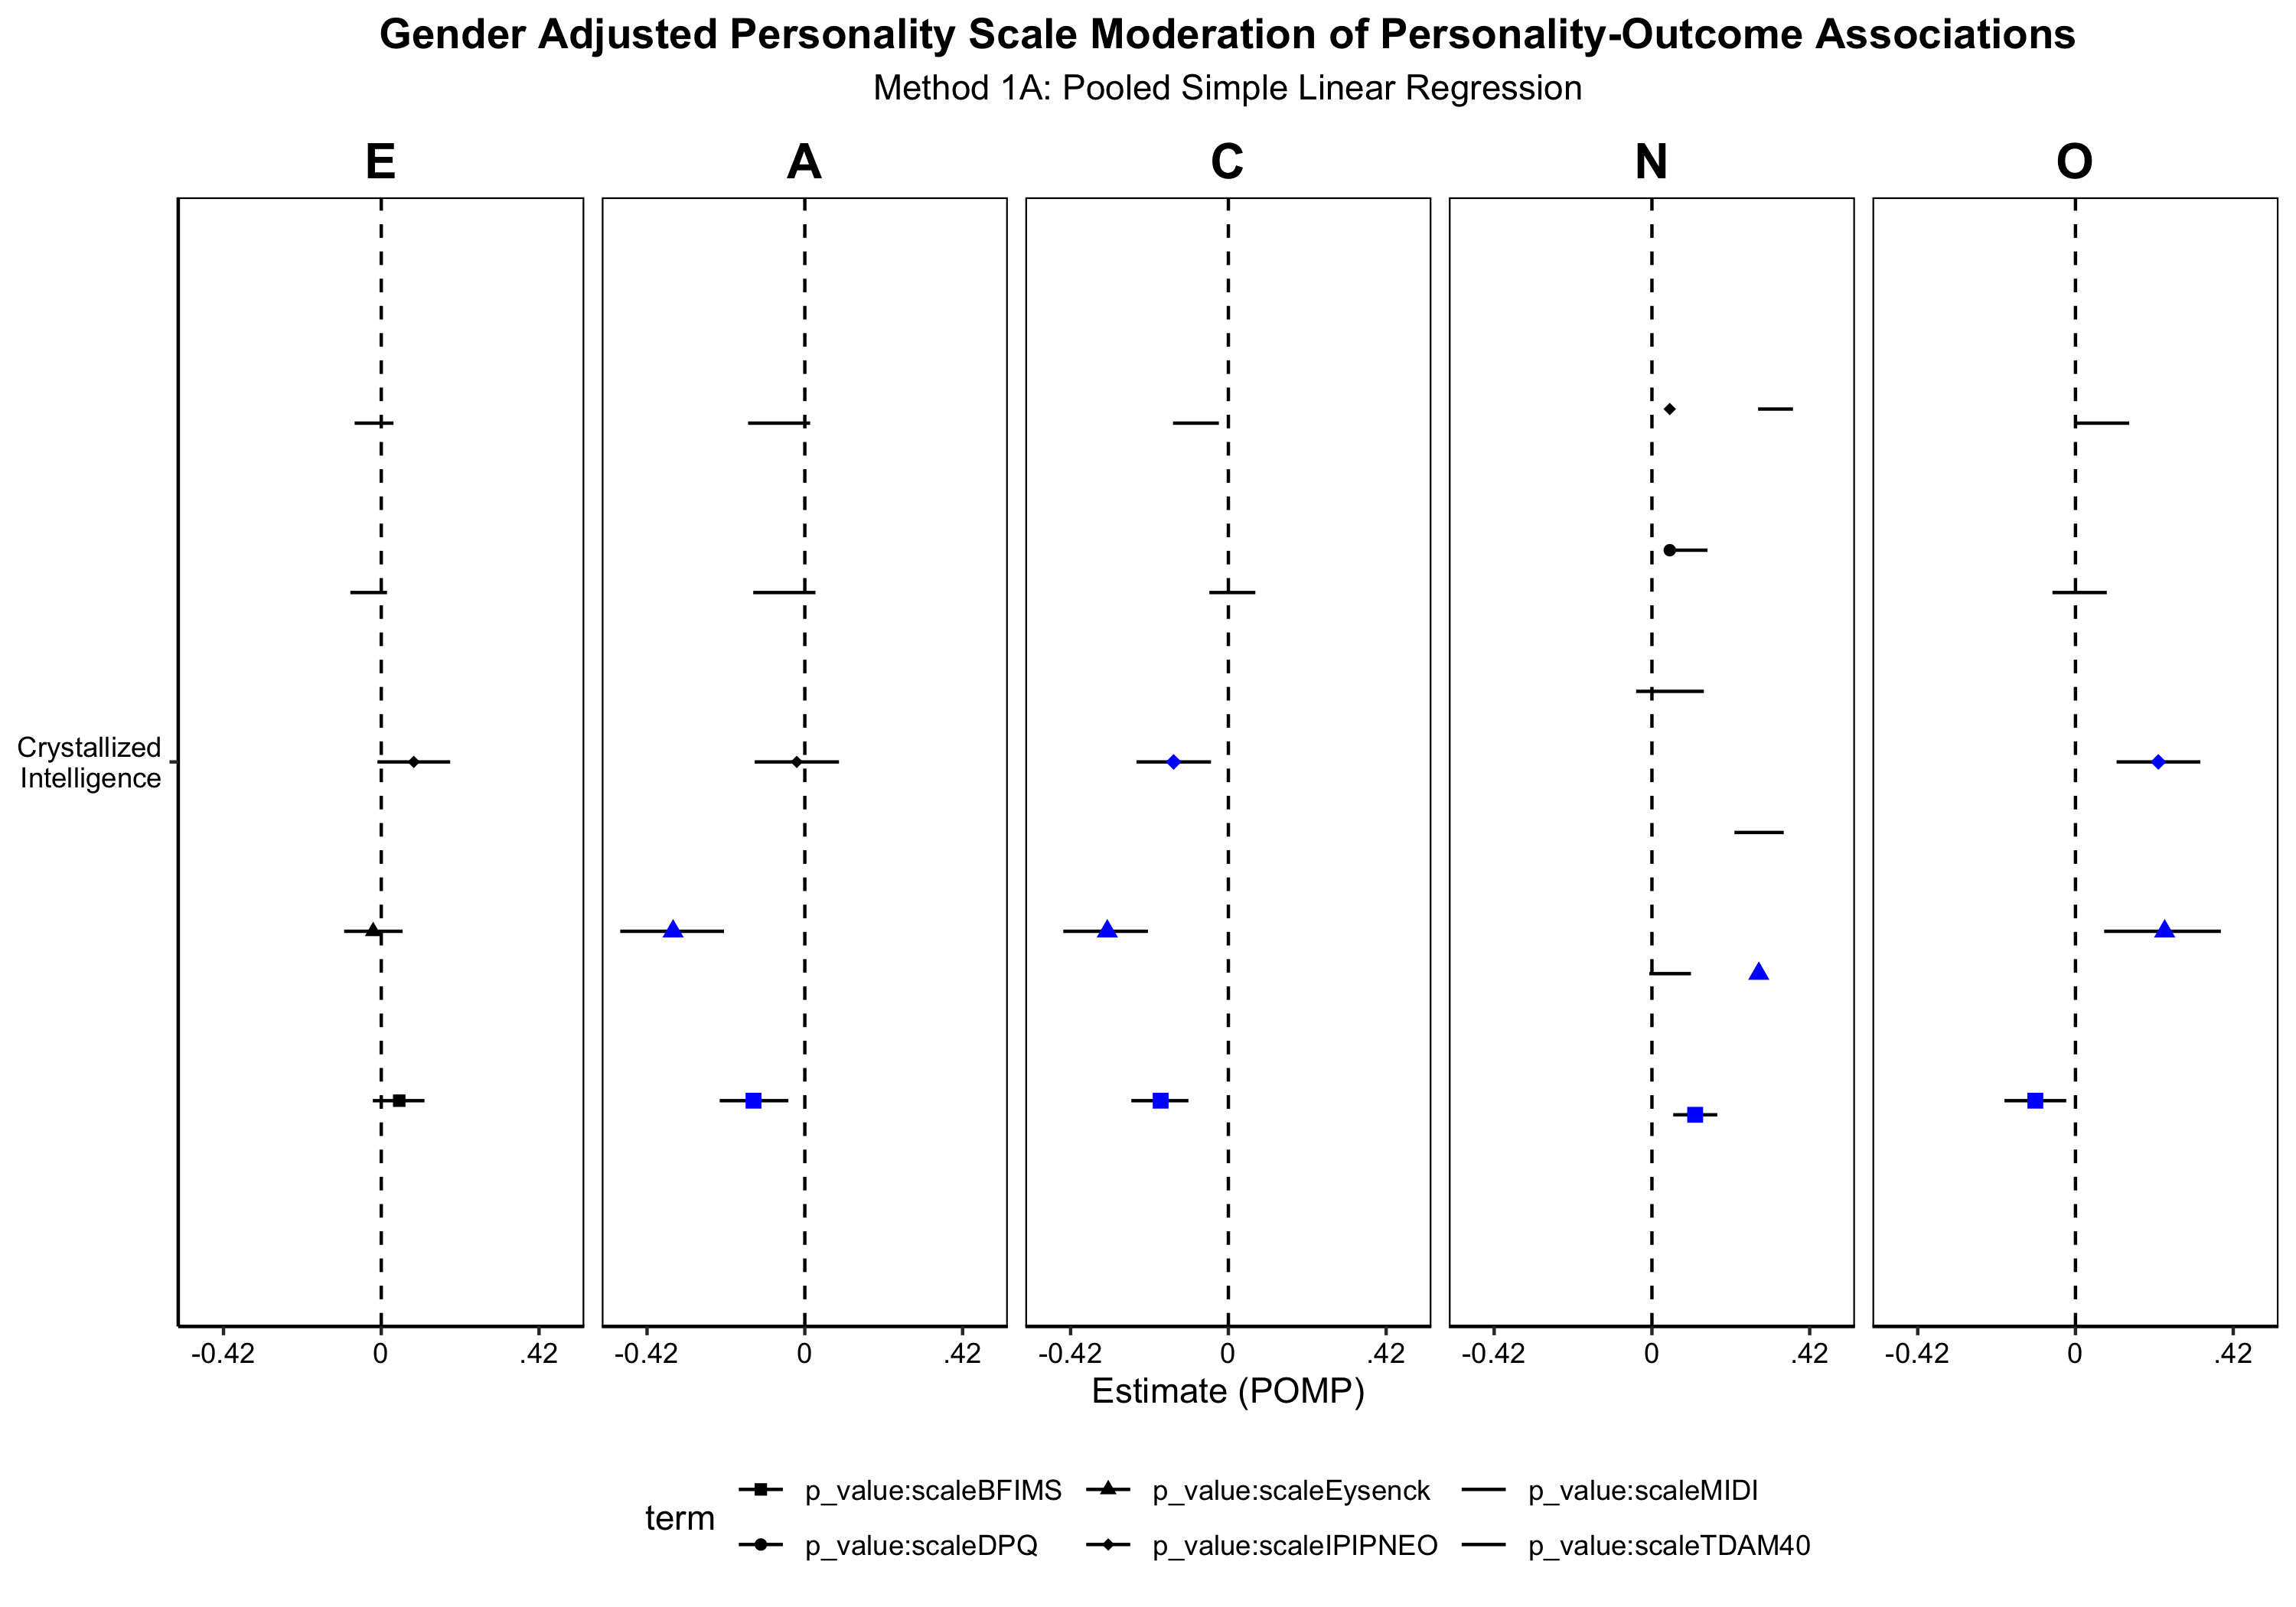 Gender Adjusted Personality Scale Moderation of Personality-Outcome Associations
Method 1A: Pooled Simple Linear Regression
E A C N O
Crystallized
Intelligence
-0.42 0 .42 -0.42 0 .42 -0.42 0 .42 -0.42 0 .42 -0.42 0 .42
Estimate (POMP)
term
p_value:scaleBFIMS p_value:scaleEysenck p_value:scaleMIDI
p_value:scaleDPQ p_value:scaleIPIPNEO p_value:scaleTDAM40